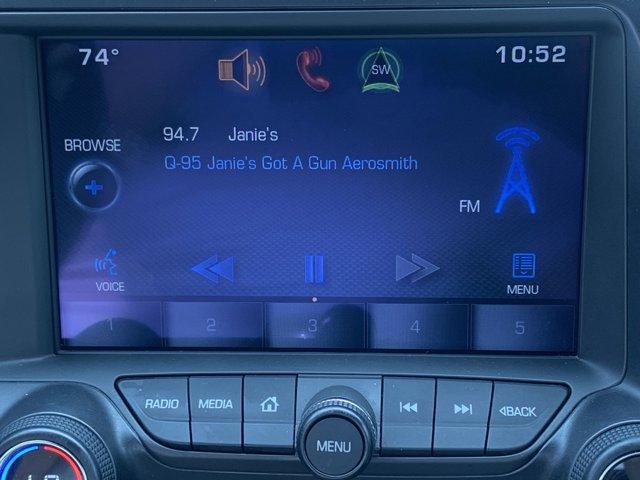 74° SW 10:52
94.7 Janie's
BROWSE
Q-95 Janie's Got A Gun Aerosmith
FM
VOICE MENU
1 2 3 4 5
RADIO MEDIA MENU BACK